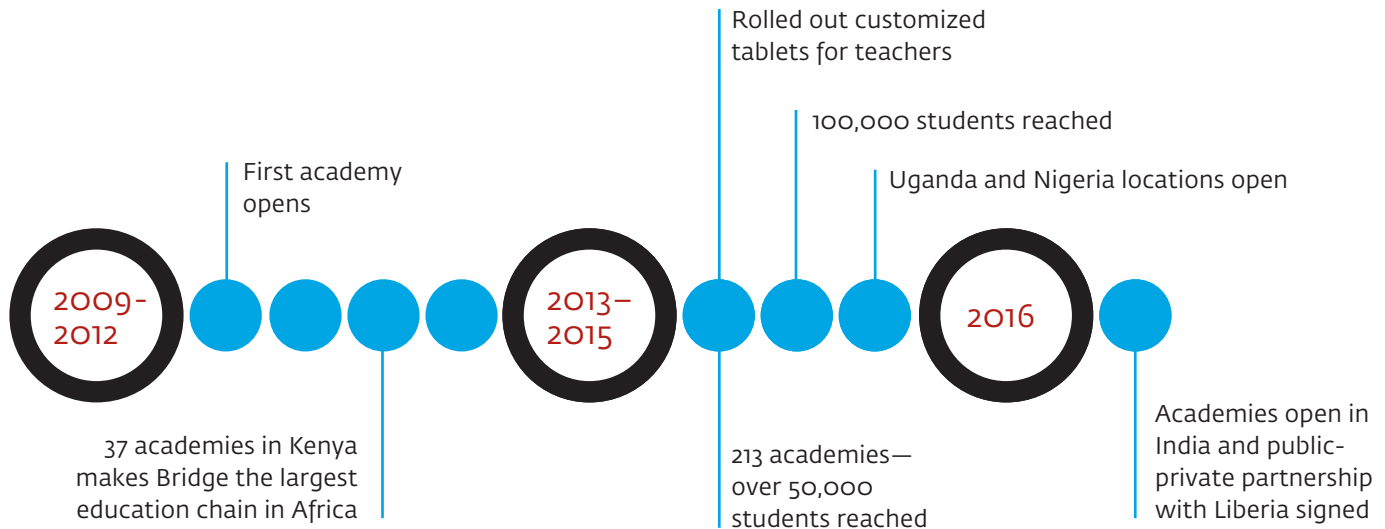 Rolled out customized
tablets for teachers
100,000 students reached
First academy
opens
Uganda and Nigeria locations open
2009-
2012
2013–
2015
2016
37 academies in Kenya
makes Bridge the largest
education chain in Africa
213 academies—
over 50,000
students reached
Academies open in
India and public-
private partnership
with Liberia signed